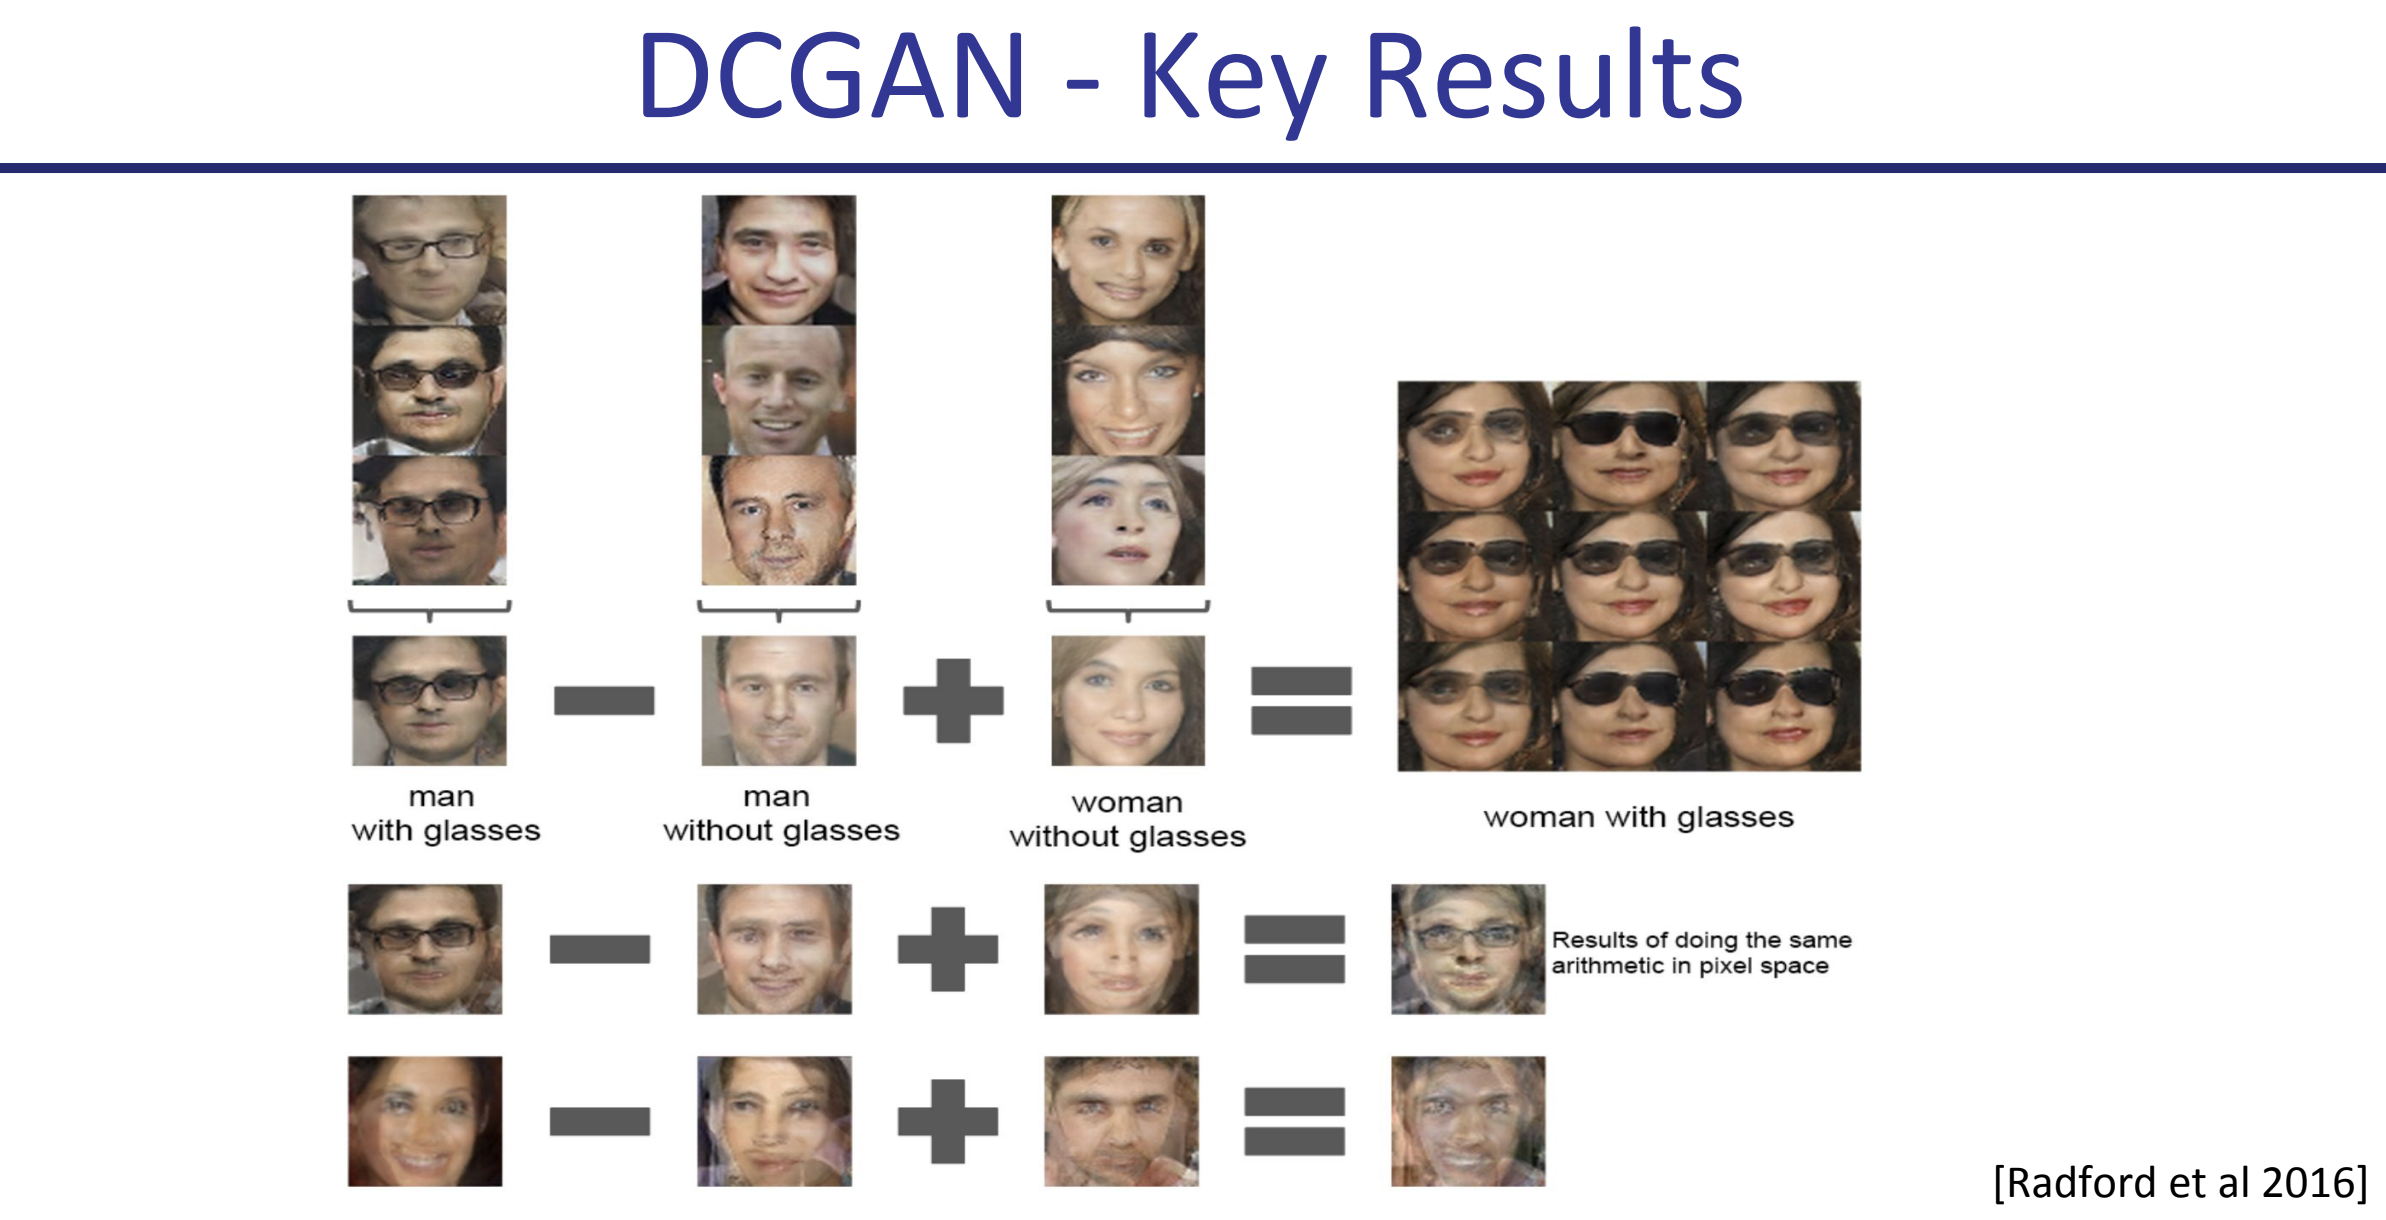 DCGAN - Key Results
man
with glasses
man
without glasses
woman
without glasses
woman with glasses
Results of doing the same
arithmetic in pixel space
[Radford et al 2016]